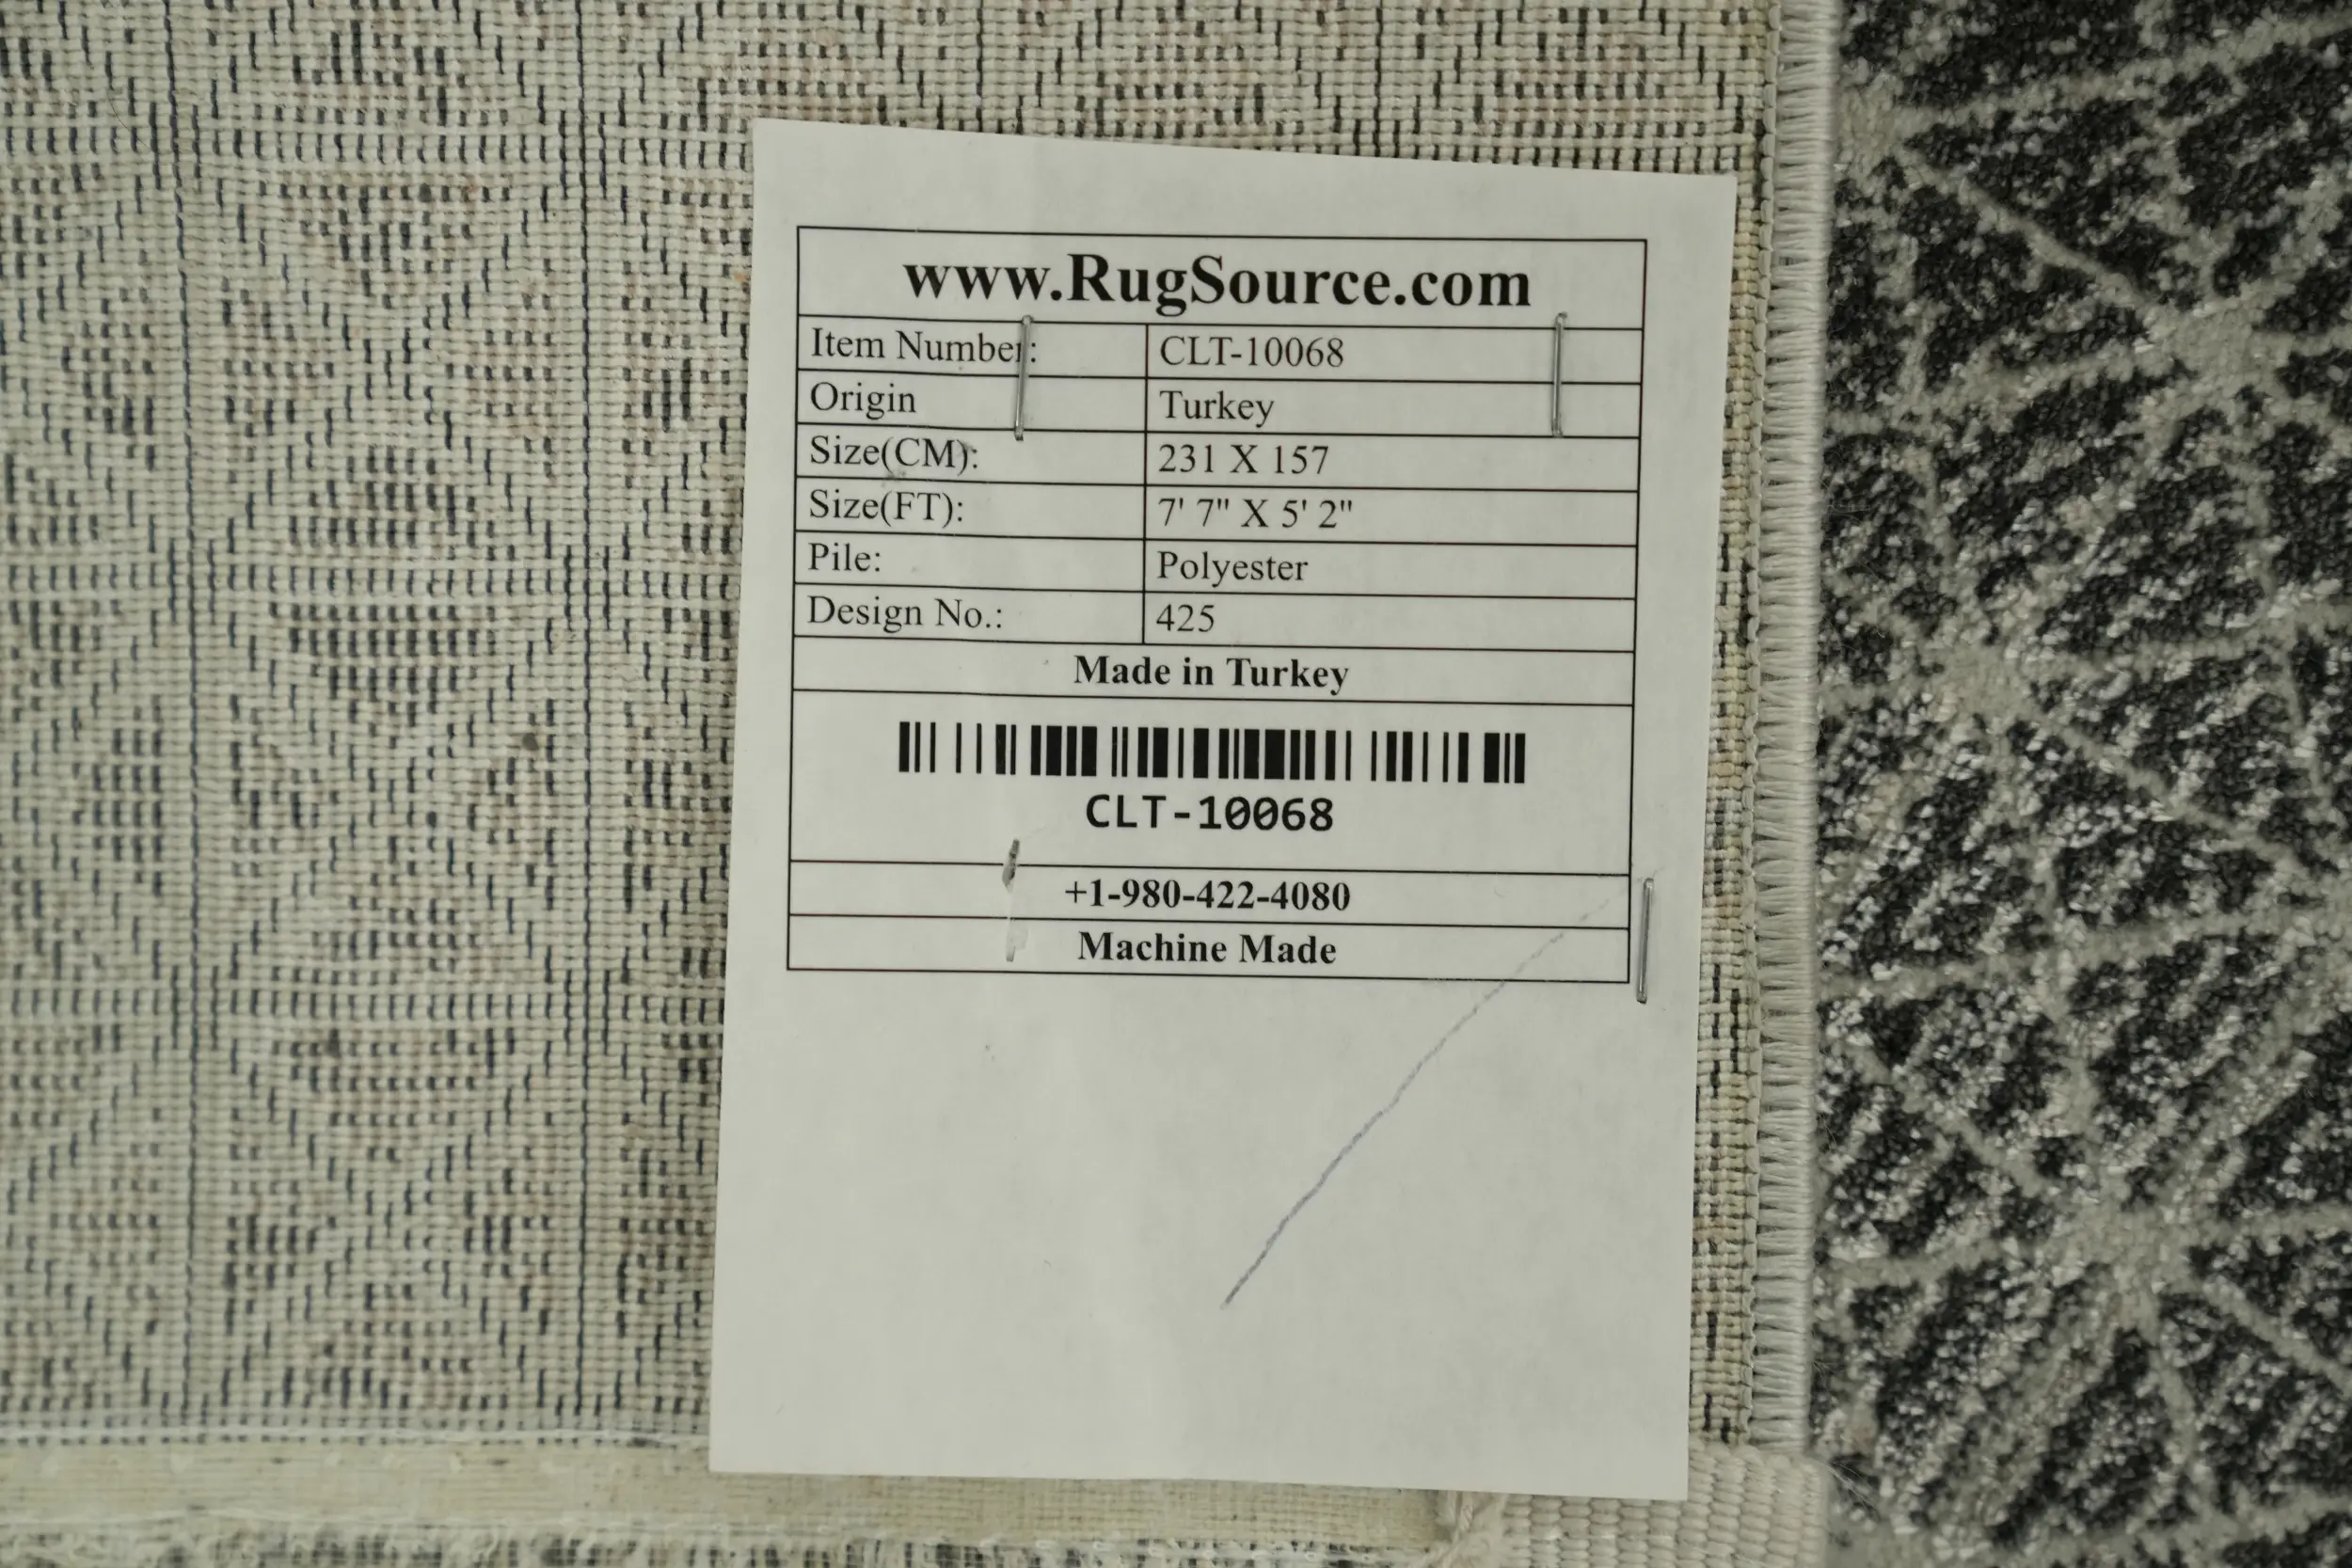 www.RugSource.com
Item Number: CLT-10068
Origin Turkey
Size(CM): 231 X 157
Size(FT): 7' 7" X 5' 2"
Pile: Polyester
Design No.: 425
Made in Turkey
CLT-10068
+1-980-422-4080
Machine Made